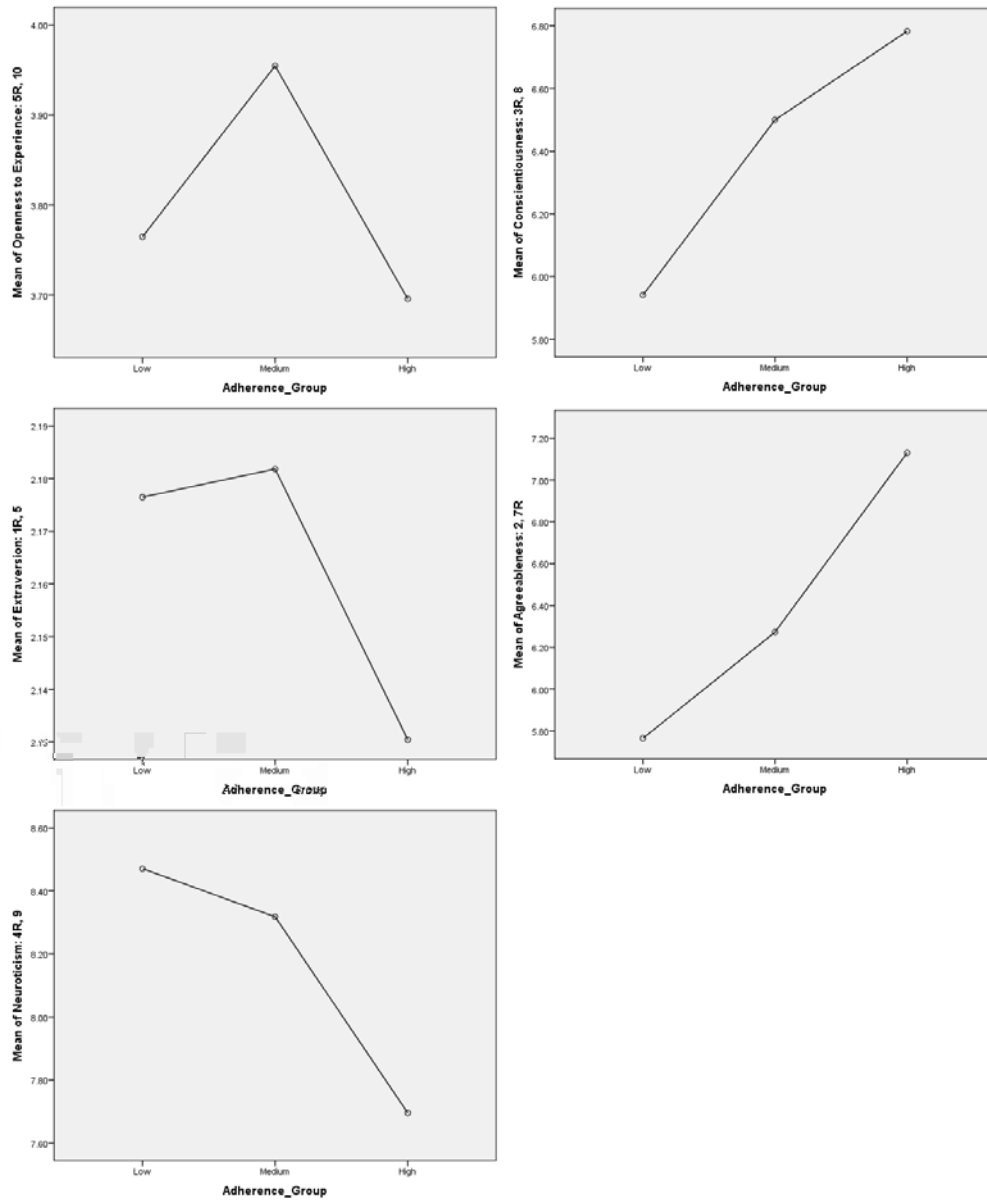 Mean of Openness to Experience: 5R, 10
4.00
3.90
3.80
3.70
Low
Medium
High
Adherence_Group
Mean of Conscientiousness: 3R, 8
6.80
6.60
6.40
6.20
6.00
Low
Medium
High
Adherence_Group
Mean of Extraversion: 1R, 5
2.19
2.18
2.17
2.16
2.15
2.14
Low
Medium
High
Adherence_Group
Mean of Agreeableness: 2, 7R
7.20
7.00
6.80
6.60
6.40
6.20
6.00
5.80
Low
Medium
High
Adherence_Group
Mean of Neuroticism: 4R, 9
8.60
8.40
8.20
8.00
7.80
7.60
Low
Medium
High
Adherence_Group